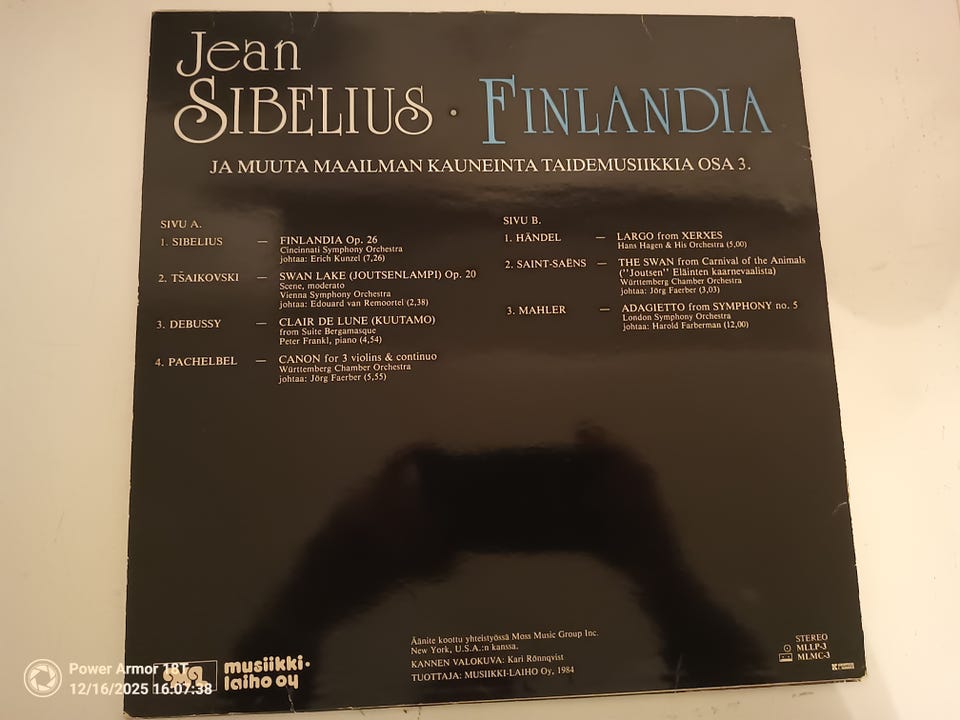 Jean
SIBELIUS · FINLANDIA
JA MUUTA MAAILMAN KAUNEINTA TAIDEMUSIIKKIA OSA 3.
SIVU A.
1. SIBELIUS — FINLANDIA Op. 26
Cincinnati Symphony Orchestra
johtaa: Erich Kunzel (7,26)
2. TŠAIKOVSKI — SWAN LAKE (JOUTSENLAMPI) Op. 20
Scene, moderato
Vienna Symphony Orchestra
johtaa: Edouard van Remoortel (2,38)
3. DEBUSSY — CLAIR DE LUNE (KUUTAMO)
from Suite Bergamasque
Peter Frankl, piano (4,54)
4. PACHELBEL — CANON for 3 violins & continuo
Württemberg Chamber Orchestra
johtaa: Jörg Faerber (5,55)
SIVU B.
1. HÄNDEL — LARGO from XERXES
Hans Hagen & His Orchestra (5,00)
2. SAINT-SAËNS — THE SWAN from Carnival of the Animals
(''Joutsen'' Eläinten kaarnevaalista)
Württemberg Chamber Orchestra
johtaa: Jörg Faerber (3,03)
3. MAHLER — ADAGIETTO from SYMPHONY no. 5
London Symphony Orchestra
johtaa: Harold Farberman (12,00)
Äänite koottu yhteistyössä Moss Music Group Inc.
New York, U.S.A.:n kanssa.
KANNEN VALOKUVA: Kari Rönnqvist
TUOTTAJA: MUSIIKKI-LAIHO Oy, 1984
musiikki-
laiho oy
STEREO
MLLP-3
MLMC-3
Power Armor 18T
12/16/2025 16:07:38